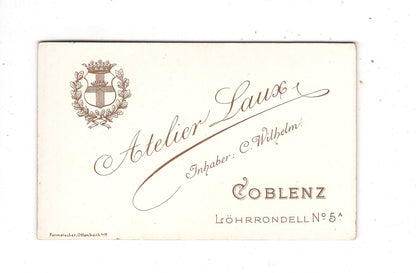 Atelier Laux
Inhaber: C. Wilhelm.
COBLENZ
LÖHRRONDELL No 5A